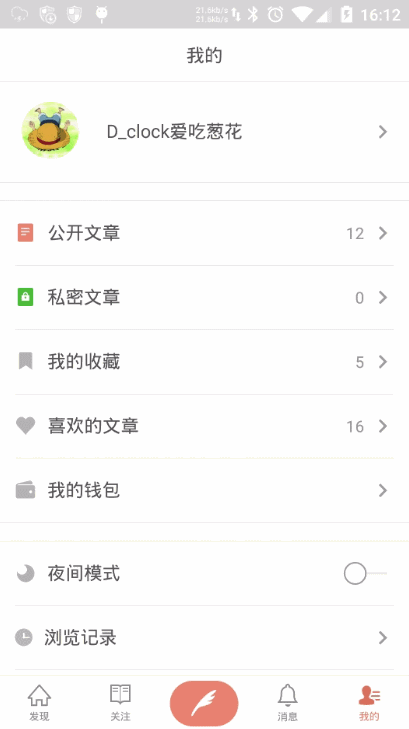 21.6kb/s
21.6kb/s
16:12
我的
D_clock爱吃葱花
公开文章 12
私密文章 0
我的收藏 5
喜欢的文章 16
我的钱包
夜间模式
浏览记录
发现 关注 消息 我的